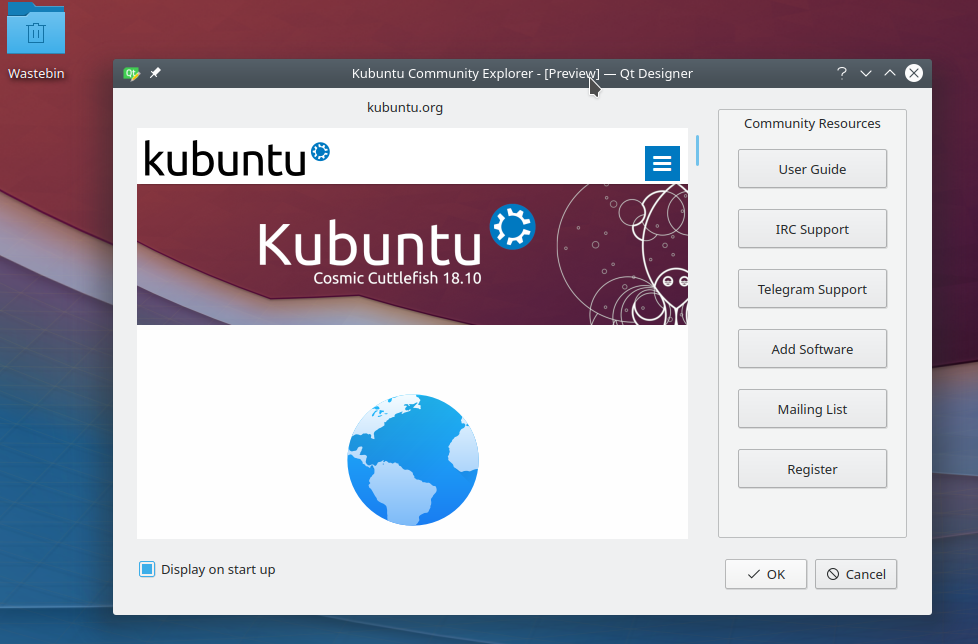 Wastebin
Qt
Kubuntu Community Explorer - [Preview] — Qt Designer
?
kubuntu.org
kubuntu
Kubuntu
Cosmic Cuttlefish 18.10
Community Resources
User Guide
IRC Support
Telegram Support
Add Software
Mailing List
Register
Display on start up
OK
Cancel